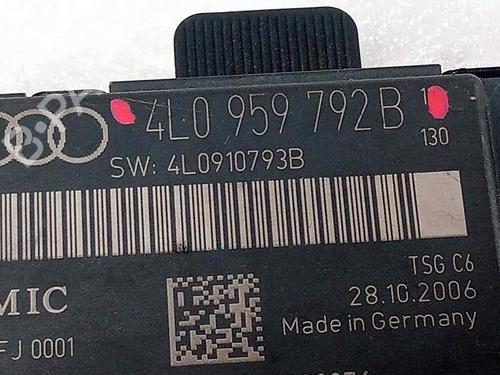 4L0 959 792B
130
SW: 4L0910793B
TSG C6
MIC
28.10.2006
FJ 0001
Made in Germany